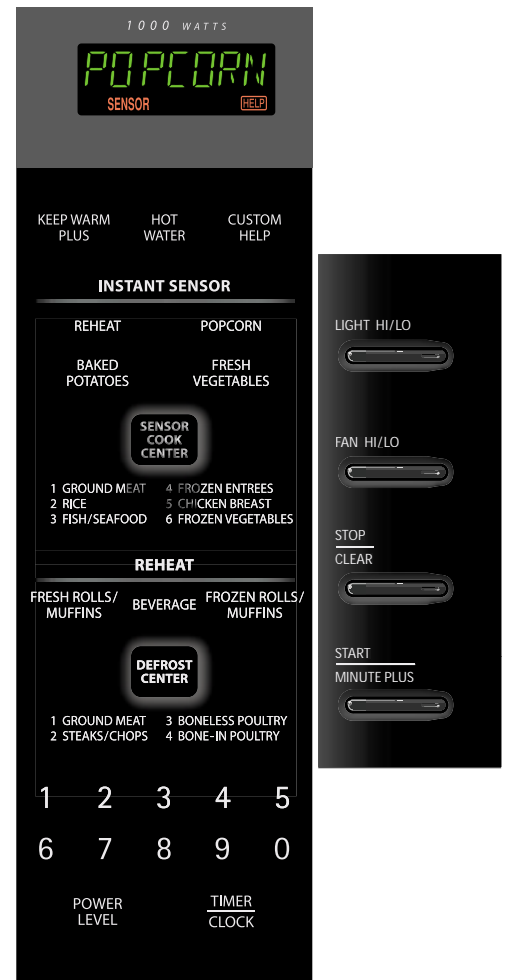 1000 WATTS
POPCORN
SENSOR HELP
KEEP WARM PLUS
HOT WATER
CUSTOM HELP
INSTANT SENSOR
REHEAT
POPCORN
BAKED POTATOES
FRESH VEGETABLES
SENSOR
COOK
CENTER
1 GROUND MEAT
2 RICE
3 FISH/SEAFOOD
4 FROZEN ENTREES
5 CHICKEN BREAST
6 FROZEN VEGETABLES
REHEAT
FRESH ROLLS/
MUFFINS
BEVERAGE
FROZEN ROLLS/
MUFFINS
DEFROST
CENTER
1 GROUND MEAT
2 STEAKS/CHOPS
3 BONELESS POULTRY
4 BONE-IN POULTRY
1 2 3 4 5
6 7 8 9 0
POWER
LEVEL
TIMER
CLOCK
LIGHT HI/LO
FAN HI/LO
STOP
CLEAR
START
MINUTE PLUS